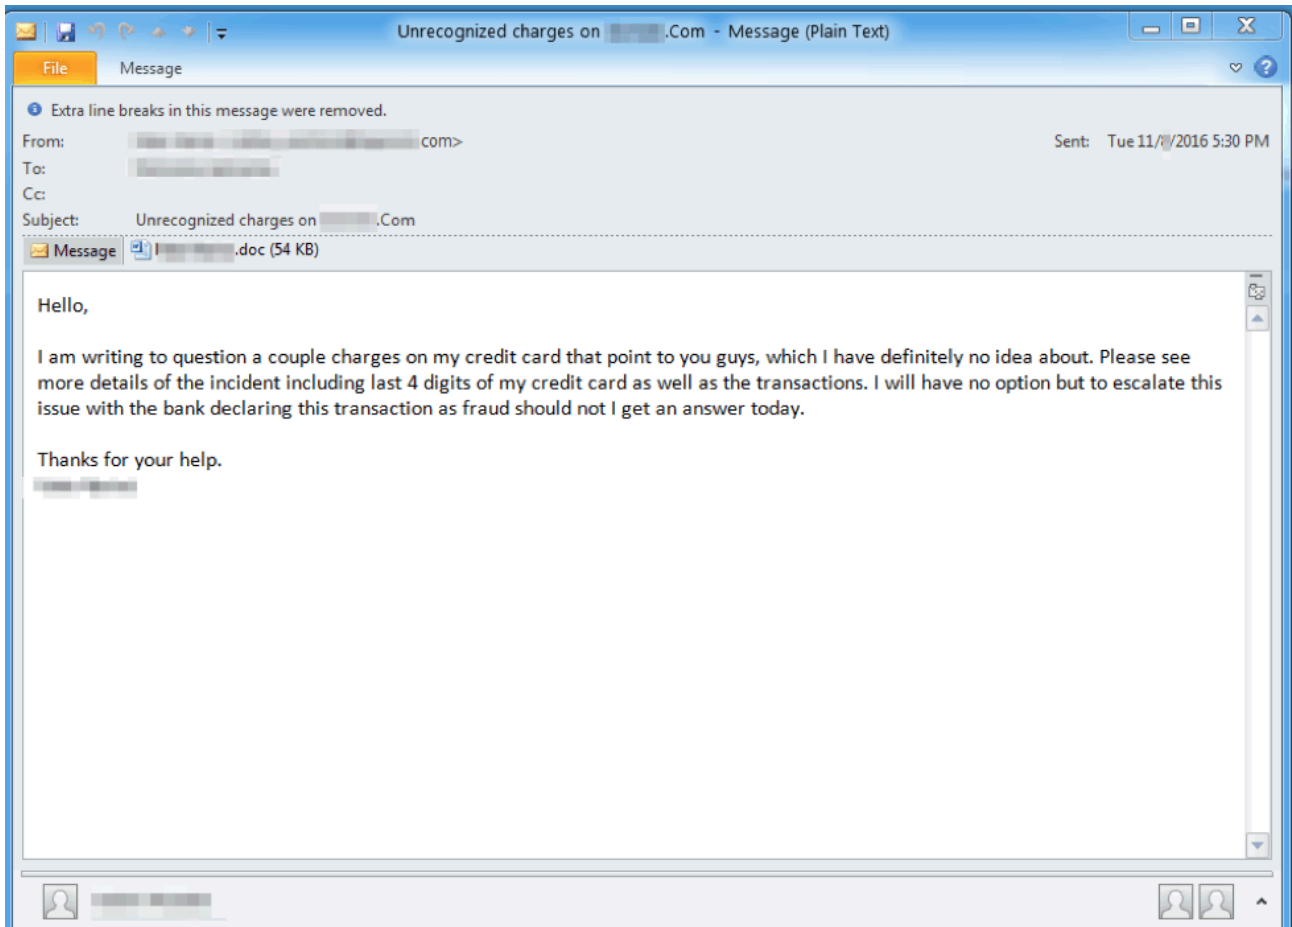 Unrecognized charges on .Com - Message (Plain Text)
File Message
Extra line breaks in this message were removed.
From: com> Sent: Tue 11/ /2016 5:30 PM
To:
Cc:
Subject: Unrecognized charges on .Com
Message .doc (54 KB)
Hello,
I am writing to question a couple charges on my credit card that point to you guys, which I have definitely no idea about. Please see
more details of the incident including last 4 digits of my credit card as well as the transactions. I will have no option but to escalate this
issue with the bank declaring this transaction as fraud should not I get an answer today.
Thanks for your help.